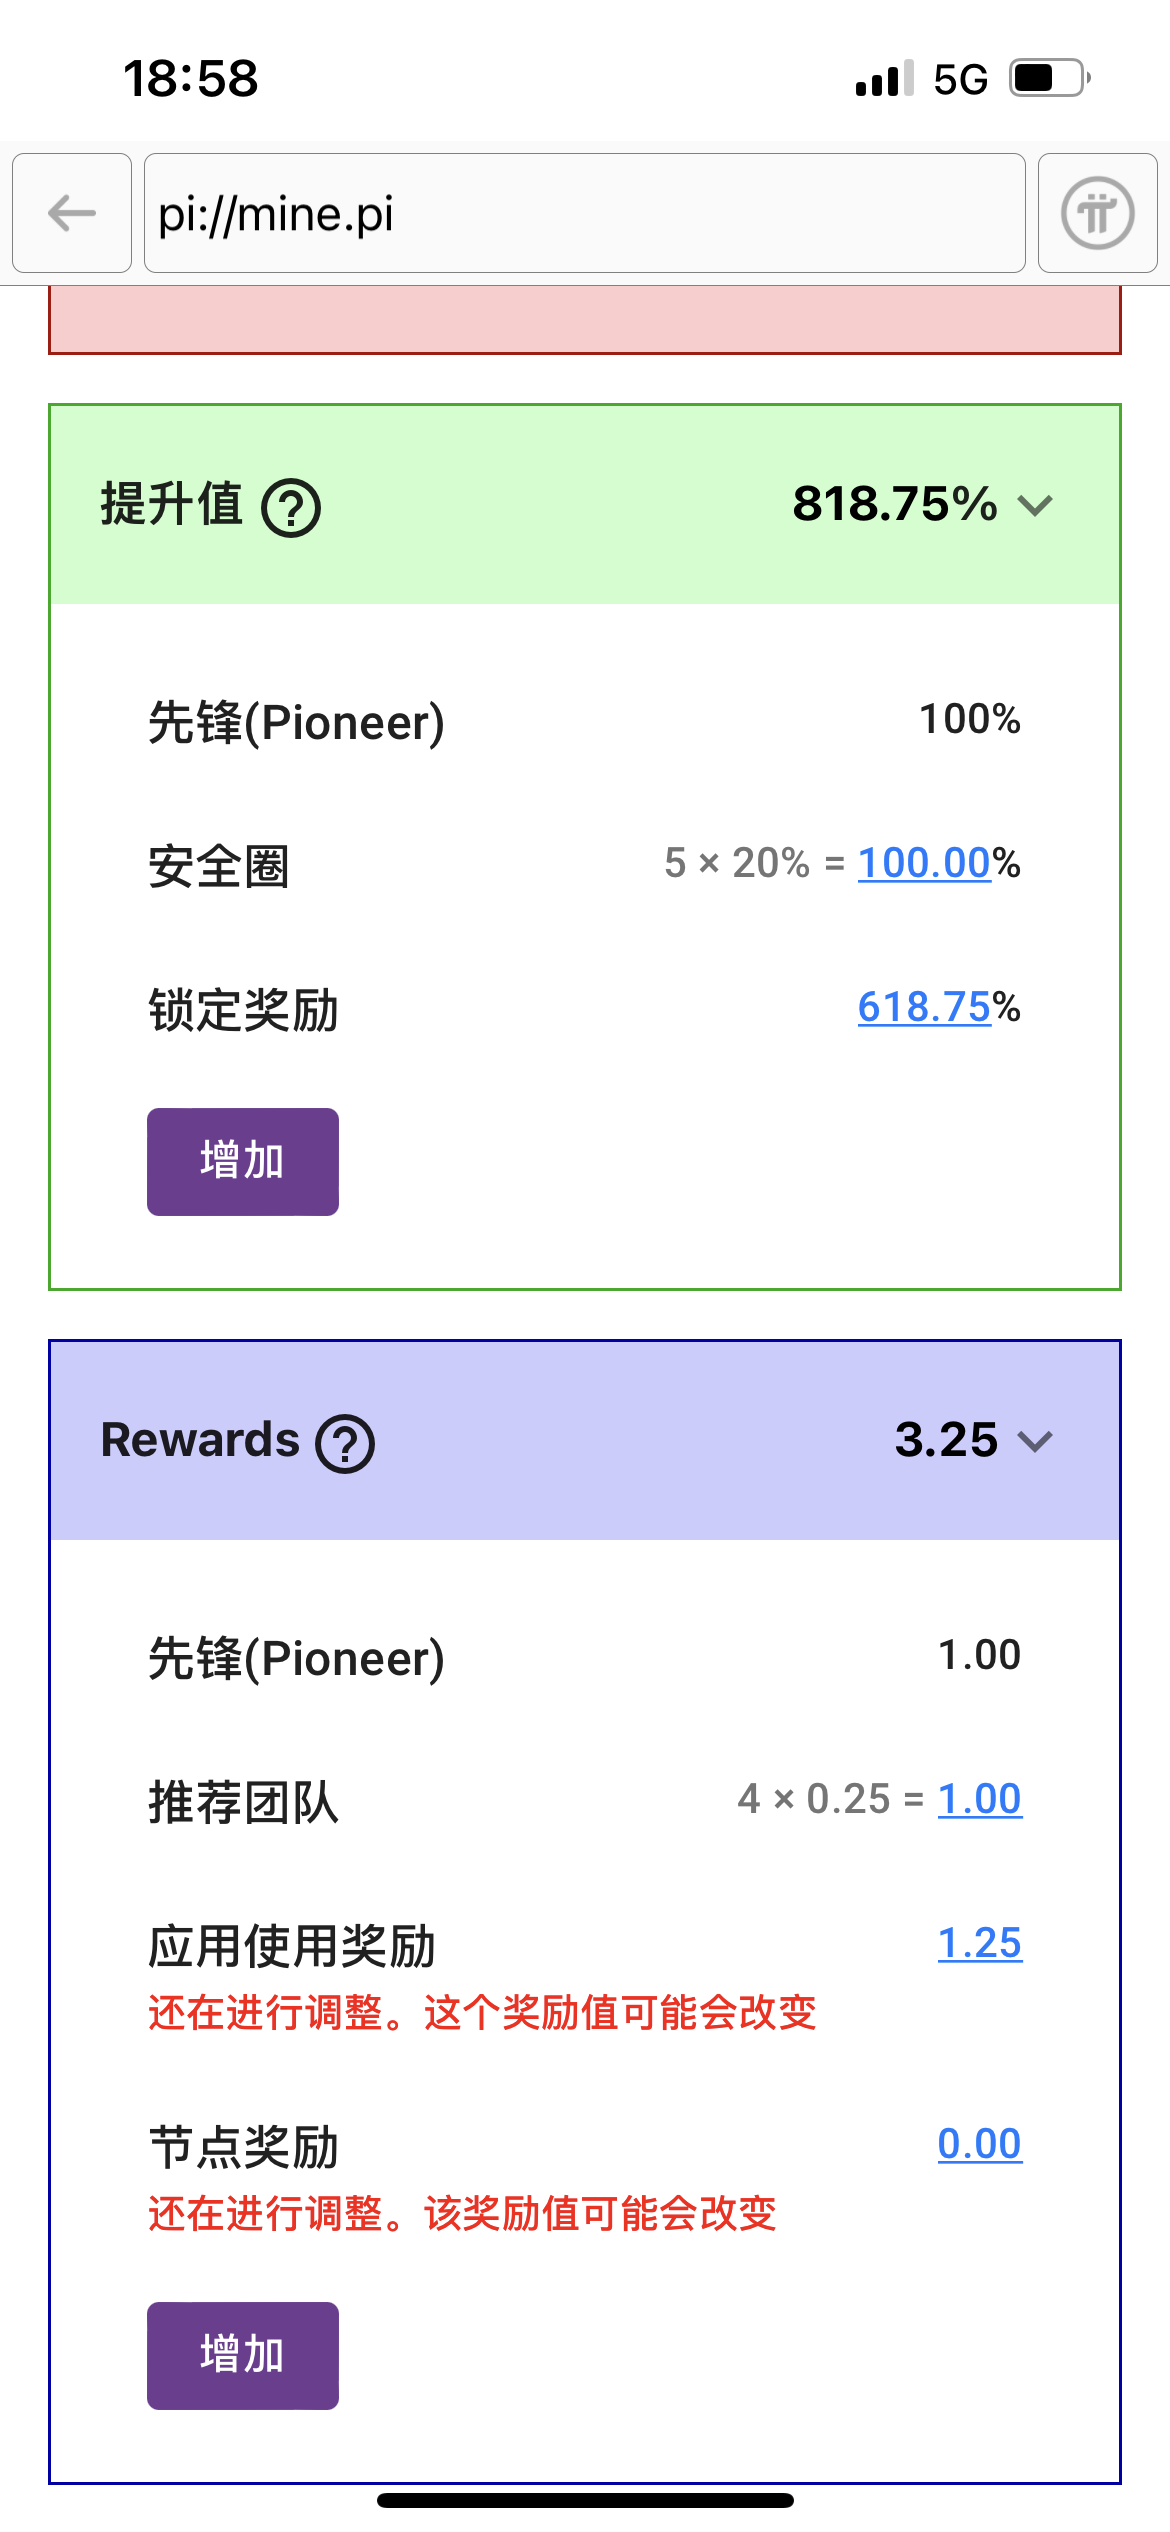 18:58 5G
pi://mine.pi
提升值 ? 818.75%
先锋(Pioneer) 100%
安全圈 5 × 20% = 100.00%
锁定奖励 618.75%
增加
Rewards ? 3.25
先锋(Pioneer) 1.00
推荐团队 4 × 0.25 = 1.00
应用使用奖励 1.25
还在进行调整。这个奖励值可能会改变
节点奖励 0.00
还在进行调整。该奖励值可能会改变
增加